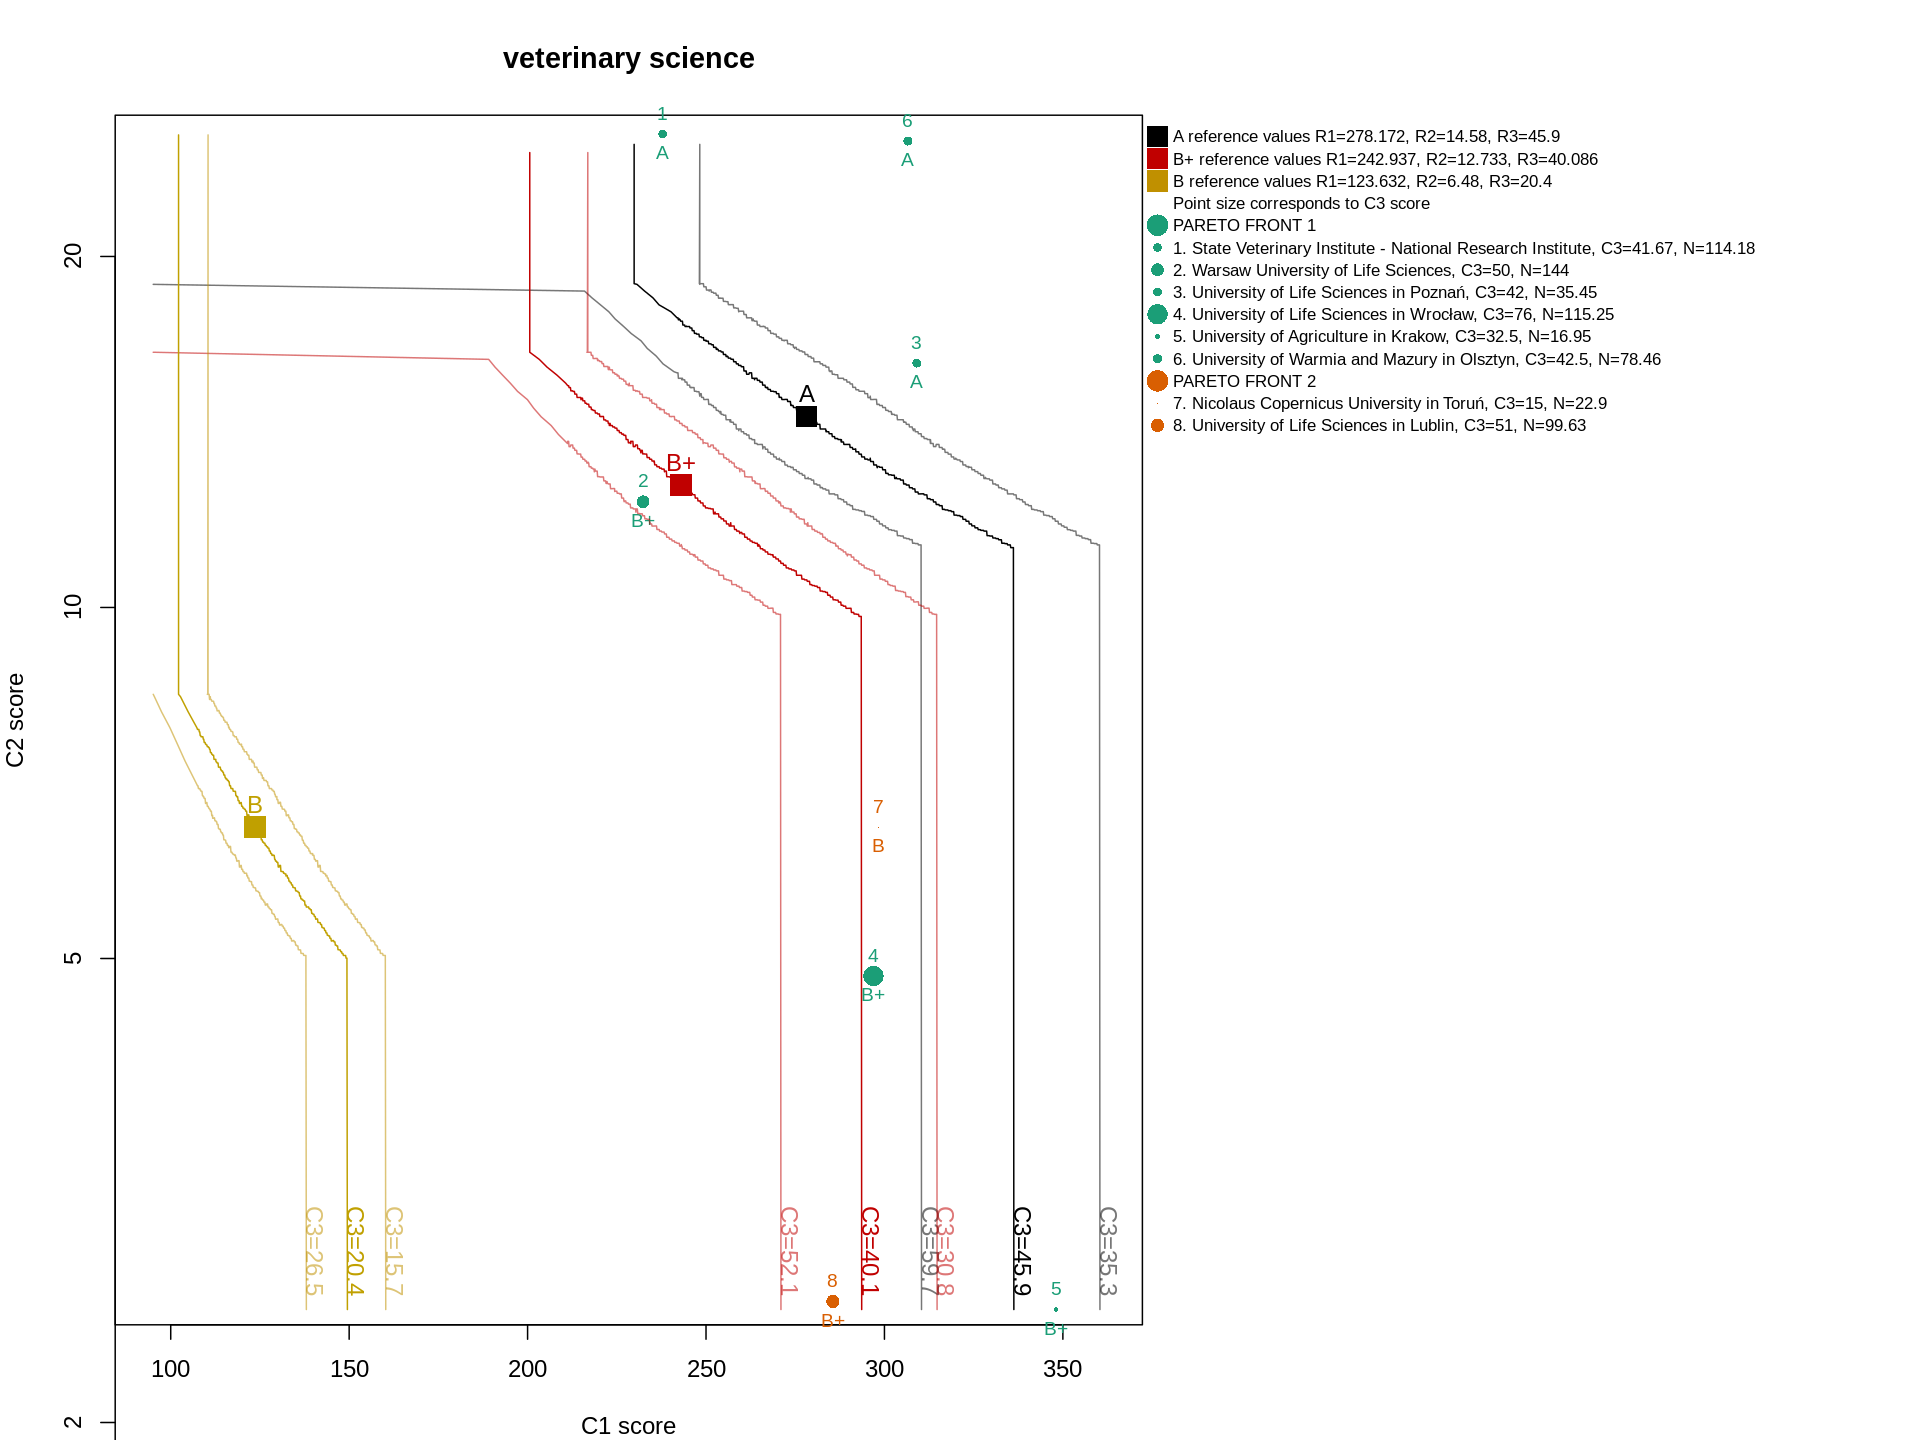 veterinary science
A reference values R1=278.172, R2=14.58, R3=45.9
B+ reference values R1=242.937, R2=12.733, R3=40.086
B reference values R1=123.632, R2=6.48, R3=20.4
Point size corresponds to C3 score
PARETO FRONT 1
1. State Veterinary Institute - National Research Institute, C3=41.67, N=114.18
2. Warsaw University of Life Sciences, C3=50, N=144
3. University of Life Sciences in Poznań, C3=42, N=35.45
4. University of Life Sciences in Wrocław, C3=76, N=115.25
5. University of Agriculture in Krakow, C3=32.5, N=16.95
6. University of Warmia and Mazury in Olsztyn, C3=42.5, N=78.46
PARETO FRONT 2
7. Nicolaus Copernicus University in Toruń, C3=15, N=22.9
8. University of Life Sciences in Lublin, C3=51, N=99.63
1
A
6
A
3
A
A
B+
2
B+
B
7
B
4
B+
8
B+
5
B+
C3=26.5
C3=20.4
C3=15.7
C3=52.1
C3=40.1
C3=59.7
C3=30.8
C3=45.9
C3=35.3
20
10
5
2
C2 score
100 150 200 250 300 350
C1 score